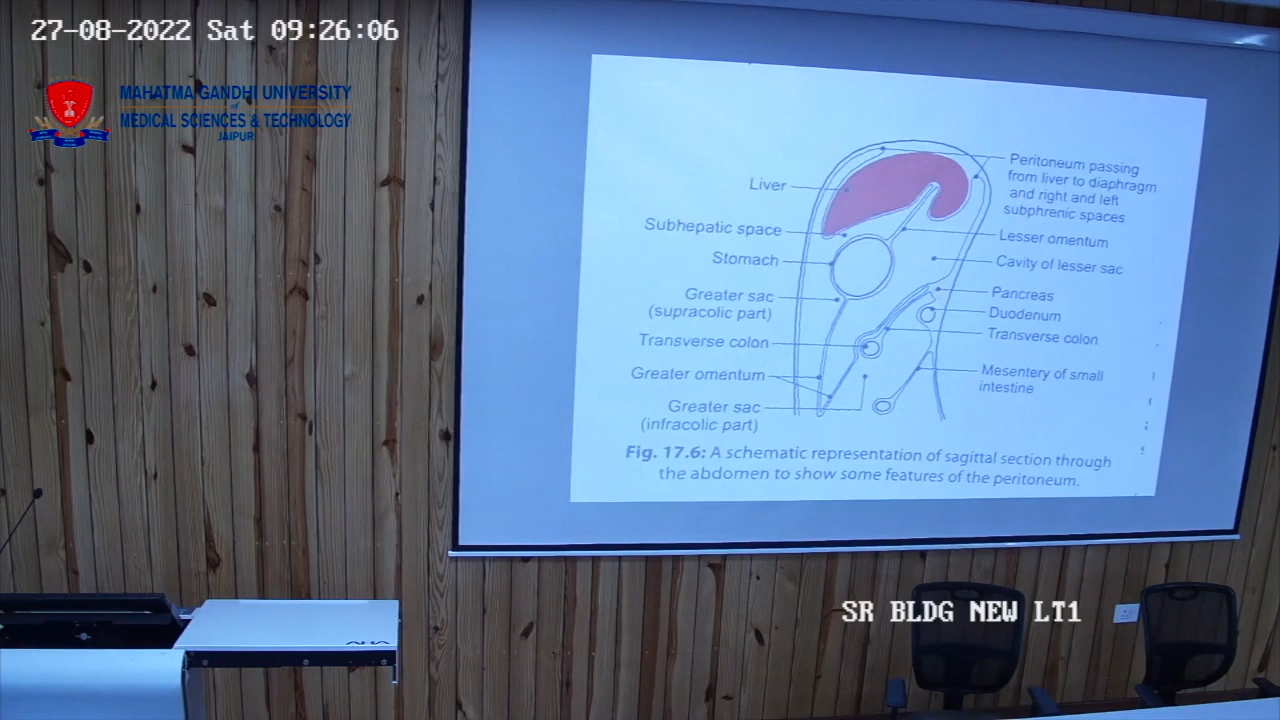 27-08-2022 Sat 09:26:06
MAHATMA GANDHI UNIVERSITY
of
MEDICAL SCIENCES & TECHNOLOGY
JAIPUR
Liver
Subhepatic space
Stomach
Greater sac
(supracolic part)
Transverse colon
Greater omentum
Greater sac
(infracolic part)
Peritoneum passing
from liver to diaphragm
and right and left
subphrenic spaces
Lesser omentum
Cavity of lesser sac
Pancreas
Duodenum
Transverse colon
Mesentery of small
intestine
Fig. 17.6: A schematic representation of sagittal section through
the abdomen to show some features of the peritoneum.
SR BLDG NEW LT1